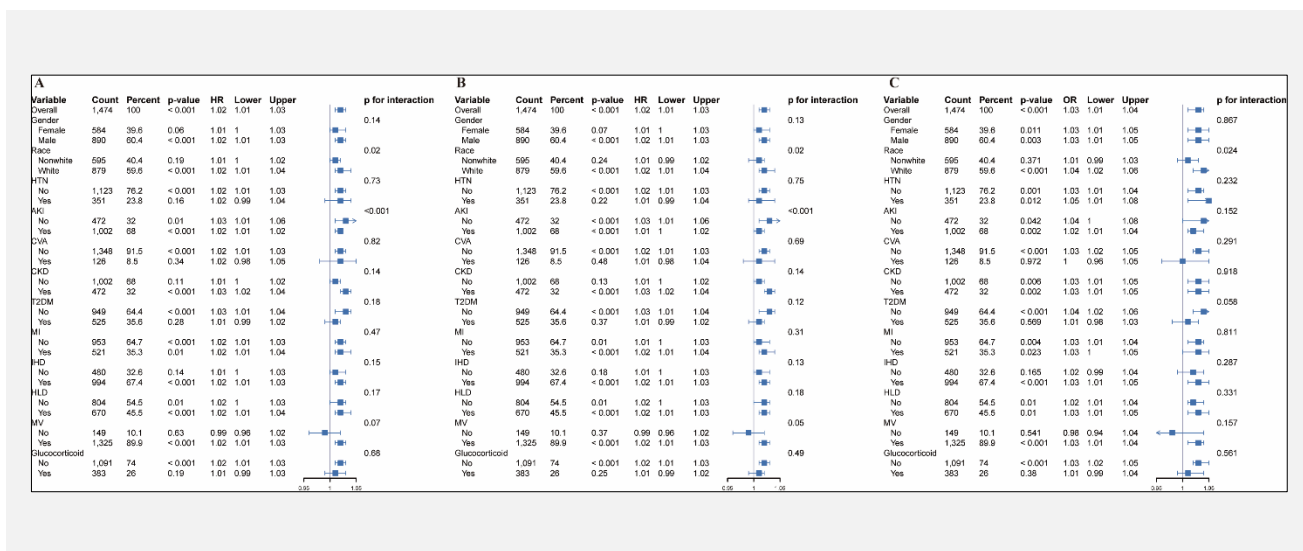 A
Variable Count Percent p-value HR Lower Upper p for interaction
Overall 1,474 100 <0.001 1.02 1.01 1.03
Gender 0.14
Female 584 39.6 0.06 1.01 1 1.03
Male 890 60.4 <0.001 1.02 1.01 1.03
Race 0.02
Nonwhite 595 40.4 0.19 1.01 1 1.02
White 879 59.6 <0.001 1.02 1.01 1.03
HTN 0.73
No 1,123 76.2 <0.001 1.02 1.01 1.03
Yes 351 23.8 0.16 1.02 0.99 1.04
AKI <0.001
No 472 32 0.01 1.03 1.01 1.06
Yes 1,002 68 <0.001 1.02 1.01 1.02
CVA 0.82
No 1,348 91.5 <0.001 1.02 1.01 1.03
Yes 126 8.5 0.34 1.02 0.98 1.05
CKD 0.14
No 1,002 68 0.11 1.01 1 1.02
Yes 472 32 <0.001 1.03 1.02 1.04
T2DM 0.18
No 949 64.4 <0.001 1.03 1.01 1.04
Yes 525 35.6 0.28 1.01 0.99 1.02
MI 0.47
No 953 64.7 <0.001 1.02 1.01 1.03
Yes 521 35.3 0.01 1.02 1.01 1.04
IHD 0.15
No 480 32.6 0.14 1.01 1 1.03
Yes 994 67.4 <0.001 1.02 1.01 1.03
HLD 0.17
No 804 54.5 0.01 1.02 1 1.03
Yes 670 45.5 <0.001 1.02 1.01 1.04
MV 0.07
No 149 10.1 0.63 0.99 0.96 1.02
Yes 1,325 89.9 <0.001 1.02 1.01 1.03
Glucocorticoid 0.68
No 1,091 74 <0.001 1.02 1.01 1.03
Yes 383 26 0.19 1.01 0.99 1.03
0.95 1 1.05
B
Variable Count Percent p-value HR Lower Upper p for interaction
Overall 1,474 100 <0.001 1.02 1.01 1.03
Gender 0.13
Female 584 39.6 0.07 1.01 1 1.03
Male 890 60.4 <0.001 1.02 1.01 1.03
Race 0.02
Nonwhite 595 40.4 0.24 1.01 0.99 1.02
White 879 59.6 <0.001 1.02 1.01 1.03
HTN 0.75
No 1,123 76.2 <0.001 1.02 1.01 1.03
Yes 351 23.8 0.22 1.01 0.99 1.04
AKI <0.001
No 472 32 <0.001 1.03 1.01 1.06
Yes 1,002 68 <0.001 1.02 1.01 1.02
CVA 0.69
No 1,348 91.5 <0.001 1.02 1.01 1.03
Yes 126 8.5 0.48 1.01 0.98 1.05
CKD 0.14
No 1,002 68 0.13 1.01 1 1.02
Yes 472 32 <0.001 1.03 1.02 1.04
T2DM 0.12
No 949 64.4 <0.001 1.03 1.01 1.04
Yes 525 35.6 0.37 1.01 0.99 1.02
MI 0.31
No 953 64.7 0.01 1.01 1 1.03
Yes 521 35.3 <0.001 1.02 1.01 1.04
IHD 0.13
No 480 32.6 0.18 1.01 1 1.03
Yes 994 67.4 <0.001 1.02 1.01 1.03
HLD 0.18
No 804 54.5 0.01 1.02 1 1.03
Yes 670 45.5 <0.001 1.02 1.01 1.03
MV 0.05
No 149 10.1 0.37 0.99 0.96 1.02
Yes 1,325 89.9 <0.001 1.02 1.01 1.03
Glucocorticoid 0.49
No 1,091 74 <0.001 1.02 1.01 1.03
Yes 383 26 0.25 1.01 0.99 1.02
0.95 1
C
Variable Count Percent p-value OR Lower Upper p for interaction
Overall 1,474 100 <0.001 1.03 1.01 1.04
Gender 0.867
Female 584 39.6 0.011 1.03 1.01 1.05
Male 890 60.4 0.003 1.03 1.01 1.05
Race 0.024
Nonwhite 595 40.4 0.371 1.01 0.99 1.03
White 879 59.6 <0.001 1.04 1.02 1.06
HTN 0.232
No 1,123 76.2 0.001 1.03 1.01 1.04
Yes 351 23.8 0.012 1.05 1.01 1.08
AKI 0.152
No 472 32 0.042 1.04 1 1.08
Yes 1,002 68 0.002 1.02 1.01 1.04
CVA 0.291
No 1,348 91.5 <0.001 1.03 1.02 1.05
Yes 126 8.5 0.972 1 0.96 1.05
CKD 0.918
No 1,002 68 0.006 1.03 1.01 1.05
Yes 472 32 0.002 1.03 1.01 1.05
T2DM 0.058
No 949 64.4 <0.001 1.04 1.02 1.06
Yes 525 35.6 0.569 1.01 0.98 1.03
MI 0.811
No 953 64.7 0.004 1.03 1.01 1.05
Yes 521 35.3 0.023 1.03 1 1.05
IHD 0.287
No 480 32.6 0.165 1.02 0.99 1.04
Yes 994 67.4 <0.001 1.03 1.01 1.05
HLD 0.331
No 804 54.5 0.01 1.02 1.01 1.04
Yes 670 45.5 0.01 1.03 1.01 1.05
MV 0.157
No 149 10.1 0.541 0.98 0.94 1.04
Yes 1,325 89.9 <0.001 1.03 1.01 1.04
Glucocorticoid 0.561
No 1,091 74 <0.001 1.03 1.02 1.05
Yes 383 26 0.38 1.01 0.99 1.04
0.95 1